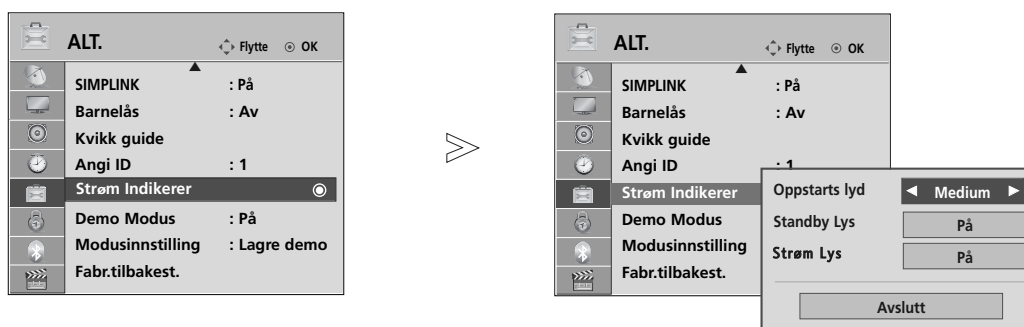 ALT. Flytte OK
SIMPLINK : På
Barnelås : Av
Kvikk guide
Angi ID : 1
Strøm Indikerer
Demo Modus : På
Modusinnstilling : Lagre demo
Fabr.tilbakest.
ALT. Flytte OK
SIMPLINK : På
Barnelås : Av
Kvikk guide
Angi ID : 1
Strøm Indikerer
Demo Modus
Modusinnstilling
Fabr.tilbakest.
Oppstarts lyd Medium
Standby Lys På
Strøm Lys På
Avslutt